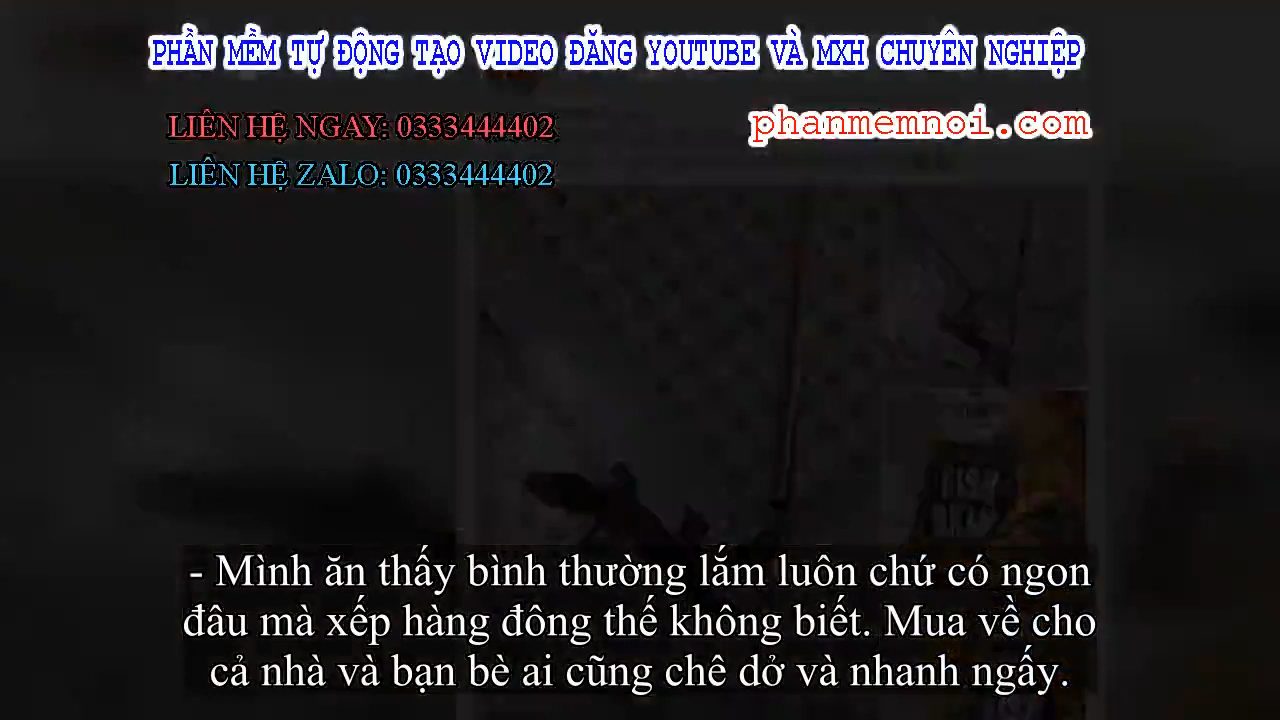 PHẦN MỀM TỰ ĐỘNG TẠO VIDEO ĐĂNG YOUTUBE VÀ MXH CHUYÊN NGHIỆP
LIÊN HỆ NGAY: 0333444402
phanmemnoi.com
LIÊN HỆ ZALO: 0333444402
- Mình ăn thấy bình thường lắm luôn chứ có ngon
đâu mà xếp hàng đông thế không biết. Mua về cho
cả nhà và bạn bè ai cũng chê dở và nhanh ngấy.